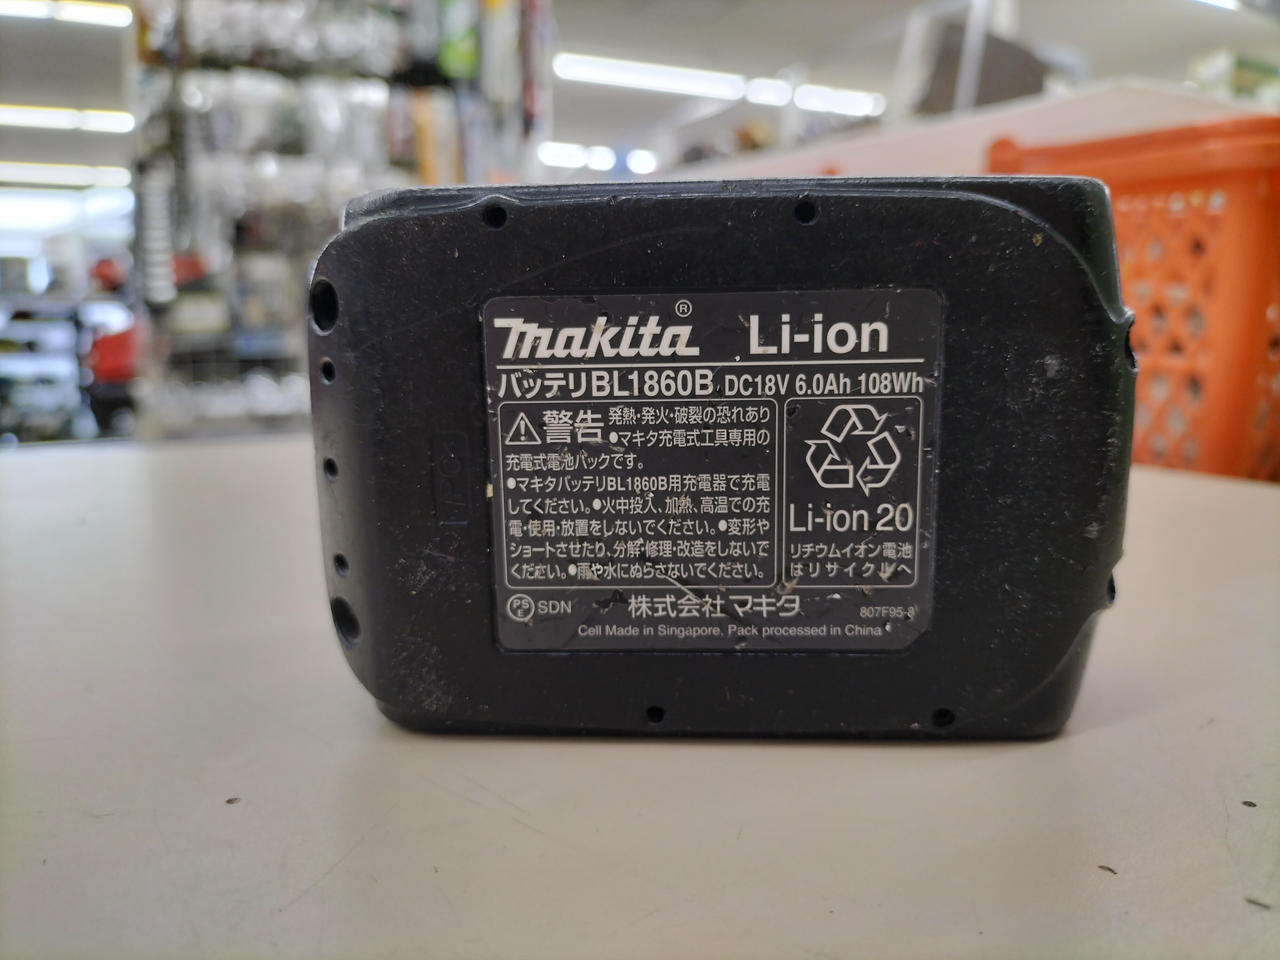 makita® Li-ion
バッテリBL1860B DC18V 6.0Ah 108Wh
警告 発熱・発火・破裂の恐れあり
●マキタ充電式工具専用の
充電式電池パックです。
●マキタバッテリBL1860B用充電器で充電
してください。●火中投入、加熱、高温での充
電・使用・放置をしないでください。●変形や
ショートさせたり、分解・修理・改造をしないで
ください。●雨や水にぬらさないでください。
Li-ion 20
リチウムイオン電池
はリサイクルへ
PSE SDN 株式会社 マキタ 807F95-8
Cell Made in Singapore, Pack processed in China